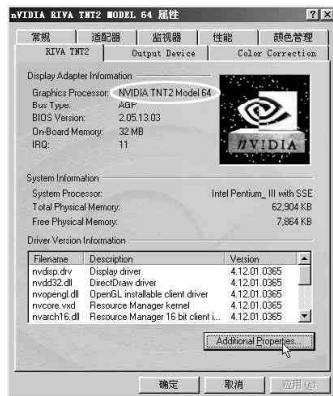 nVIDIA RIVA TNT2 MODEL 64 属性
常规 适配器 监视器 性能 颜色管理
RIVA TNT2 Output Device Color Correction
Display Adapter Information
Graphics Processor: NVIDIA TNT2 Model 64
Bus Type: AGP
BIOS Version: 2.05.13.03
On-Board Memory: 32 MB
IRQ: 11
nVIDIA
System Information
System Processor: Intel Pentium_ III with SSE
Total Physical Memory: 62,904 KB
Free Physical Memory: 7,864 KB
Driver Version Information
Filename Description Version
nvdisp.drv Display driver 4.12.01.0365
nvdd32.dll DirectDraw driver 4.12.01.0365
nvopengl.dll OpenGL installable client driver 4.12.01.0365
nvcore.vxd Resource Manager kernel 4.12.01.0365
nvarch16.dll Resource Manager 16 bit client i... 4.12.01.0365
Additional Properties...
确定 取消 应用(A)